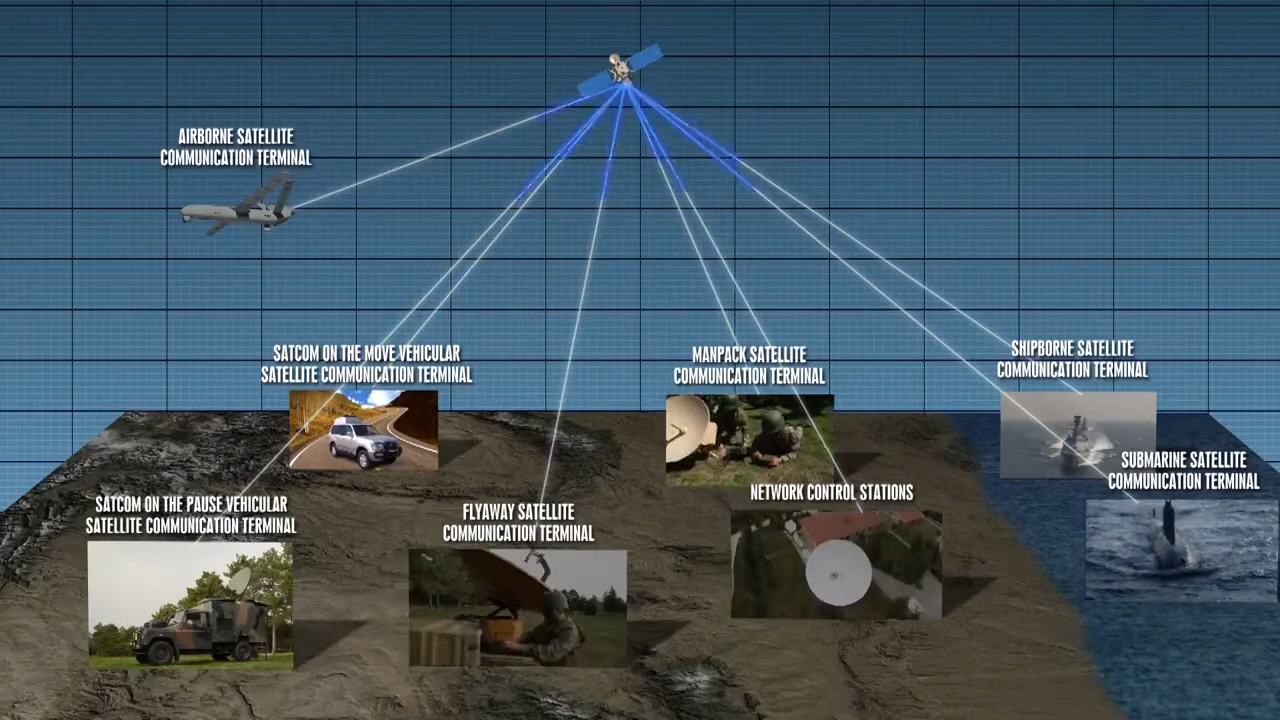 AIRBORNE SATELLITE
COMMUNICATION TERMINAL
SATCOM ON THE MOVE VEHICULAR
SATELLITE COMMUNICATION TERMINAL
MANPACK SATELLITE
COMMUNICATION TERMINAL
SHIPBORNE SATELLITE
COMMUNICATION TERMINAL
SUBMARINE SATELLITE
COMMUNICATION TERMINAL
SATCOM ON THE PAUSE VEHICULAR
SATELLITE COMMUNICATION TERMINAL
FLYAWAY SATELLITE
COMMUNICATION TERMINAL
NETWORK CONTROL STATIONS